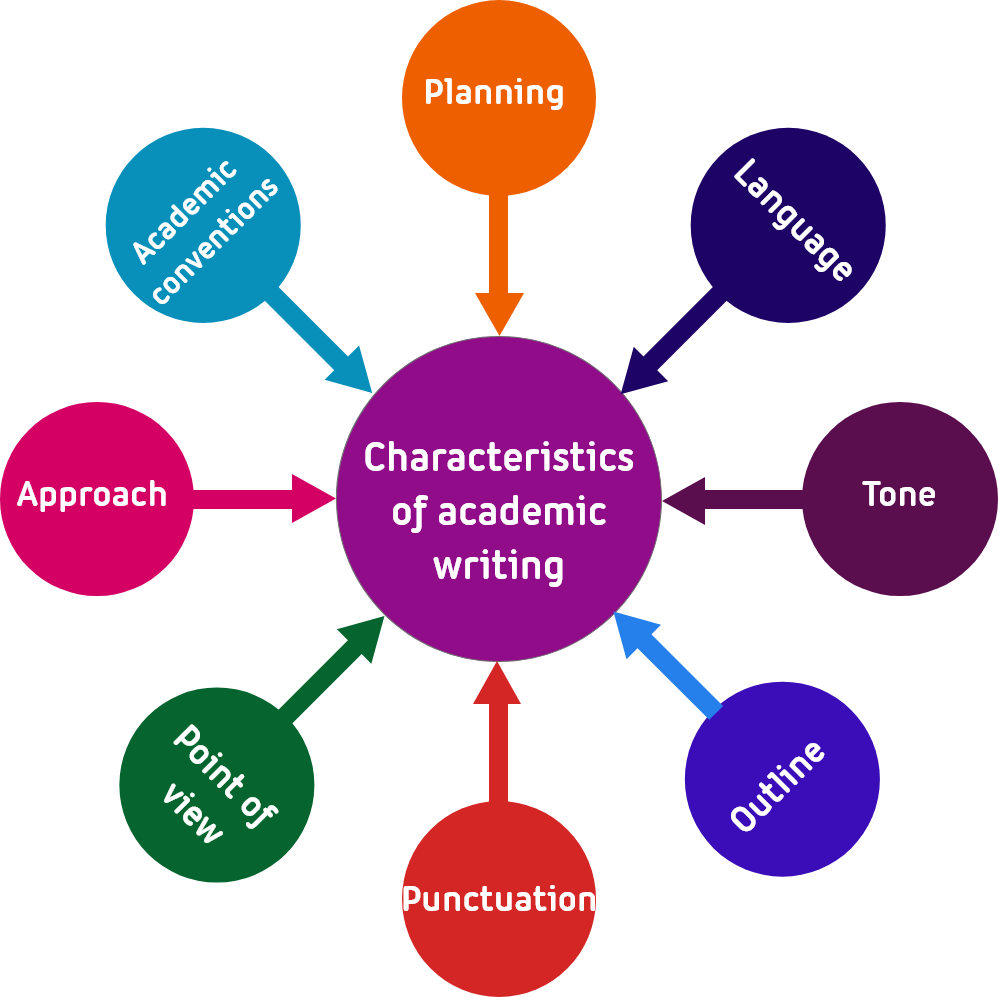 Planning
Language
Tone
Outline
Punctuation
Point of
view
Approach
Academic
conventions
Characteristics
of academic
writing